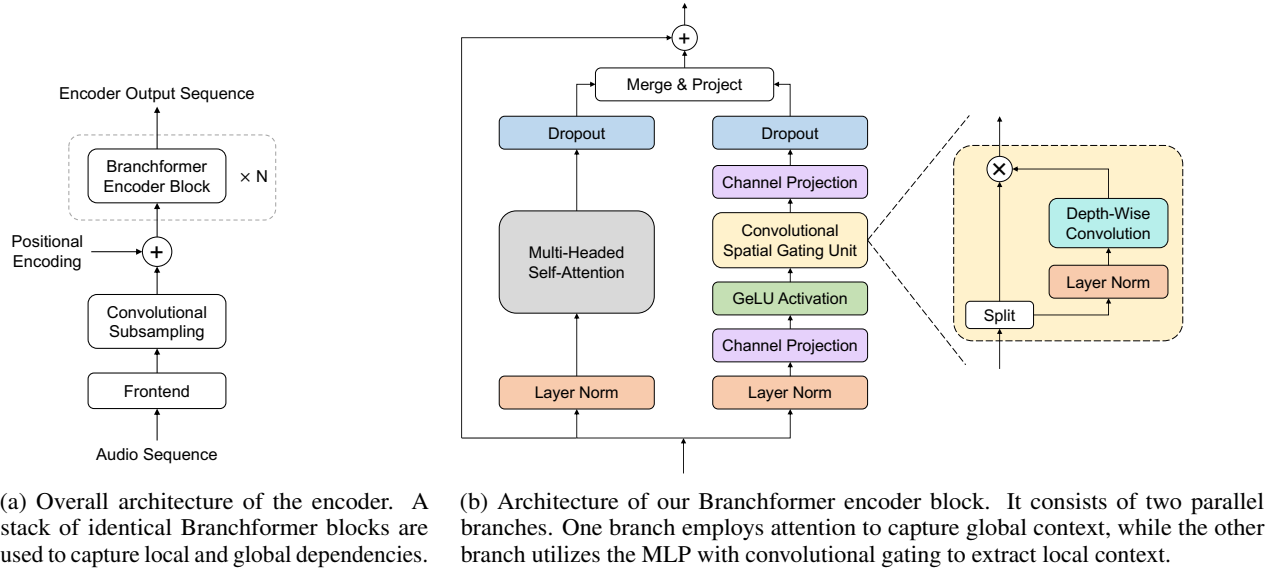 Encoder Output Sequence
Branchformer
Encoder Block
× N
Positional
Encoding
+
Convolutional
Subsampling
Frontend
Audio Sequence
(a) Overall architecture of the encoder. A
stack of identical Branchformer blocks are
used to capture local and global dependencies.
+
Merge & Project
Dropout
Multi-Headed
Self-Attention
Layer Norm
Dropout
Channel Projection
Convolutional
Spatial Gating Unit
GeLU Activation
Channel Projection
Layer Norm
×
Depth-Wise
Convolution
Layer Norm
Split
(b) Architecture of our Branchformer encoder block. It consists of two parallel
branches. One branch employs attention to capture global context, while the other
branch utilizes the MLP with convolutional gating to extract local context.